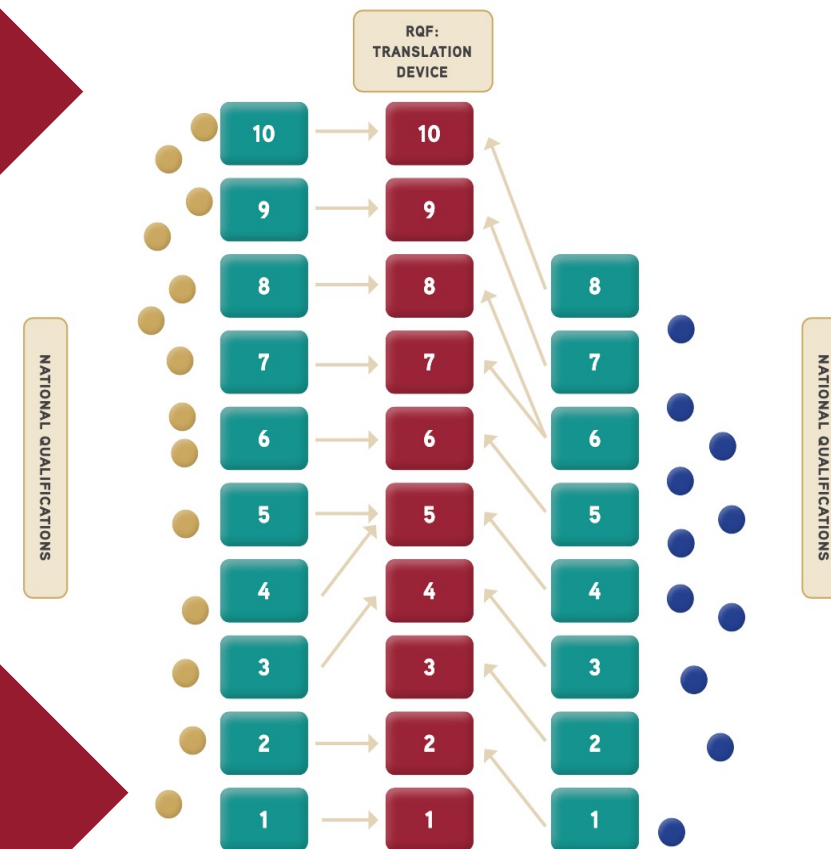 RQF:
TRANSLATION
DEVICE
10 10
9 9
8 8 8
7 7 7
6 6 6
5 5 5
4 4 4
3 3 3
2 2 2
1 1 1
NATIONAL QUALIFICATIONS
NATIONAL QUALIFICATIONS